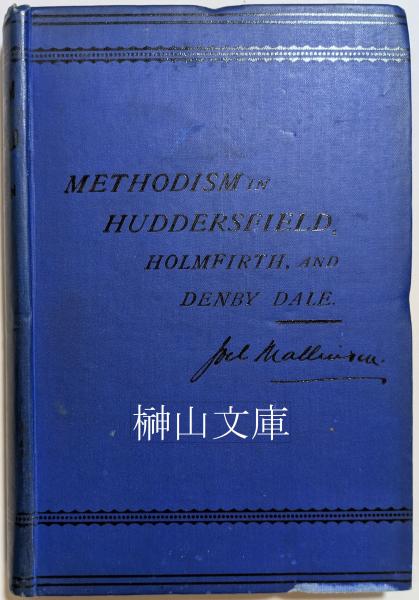 METHODISM IN
HUDDERSFIELD,
HOLMFIRTH, AND
DENBY DALE.
Joel Mallinson.
榊山文庫